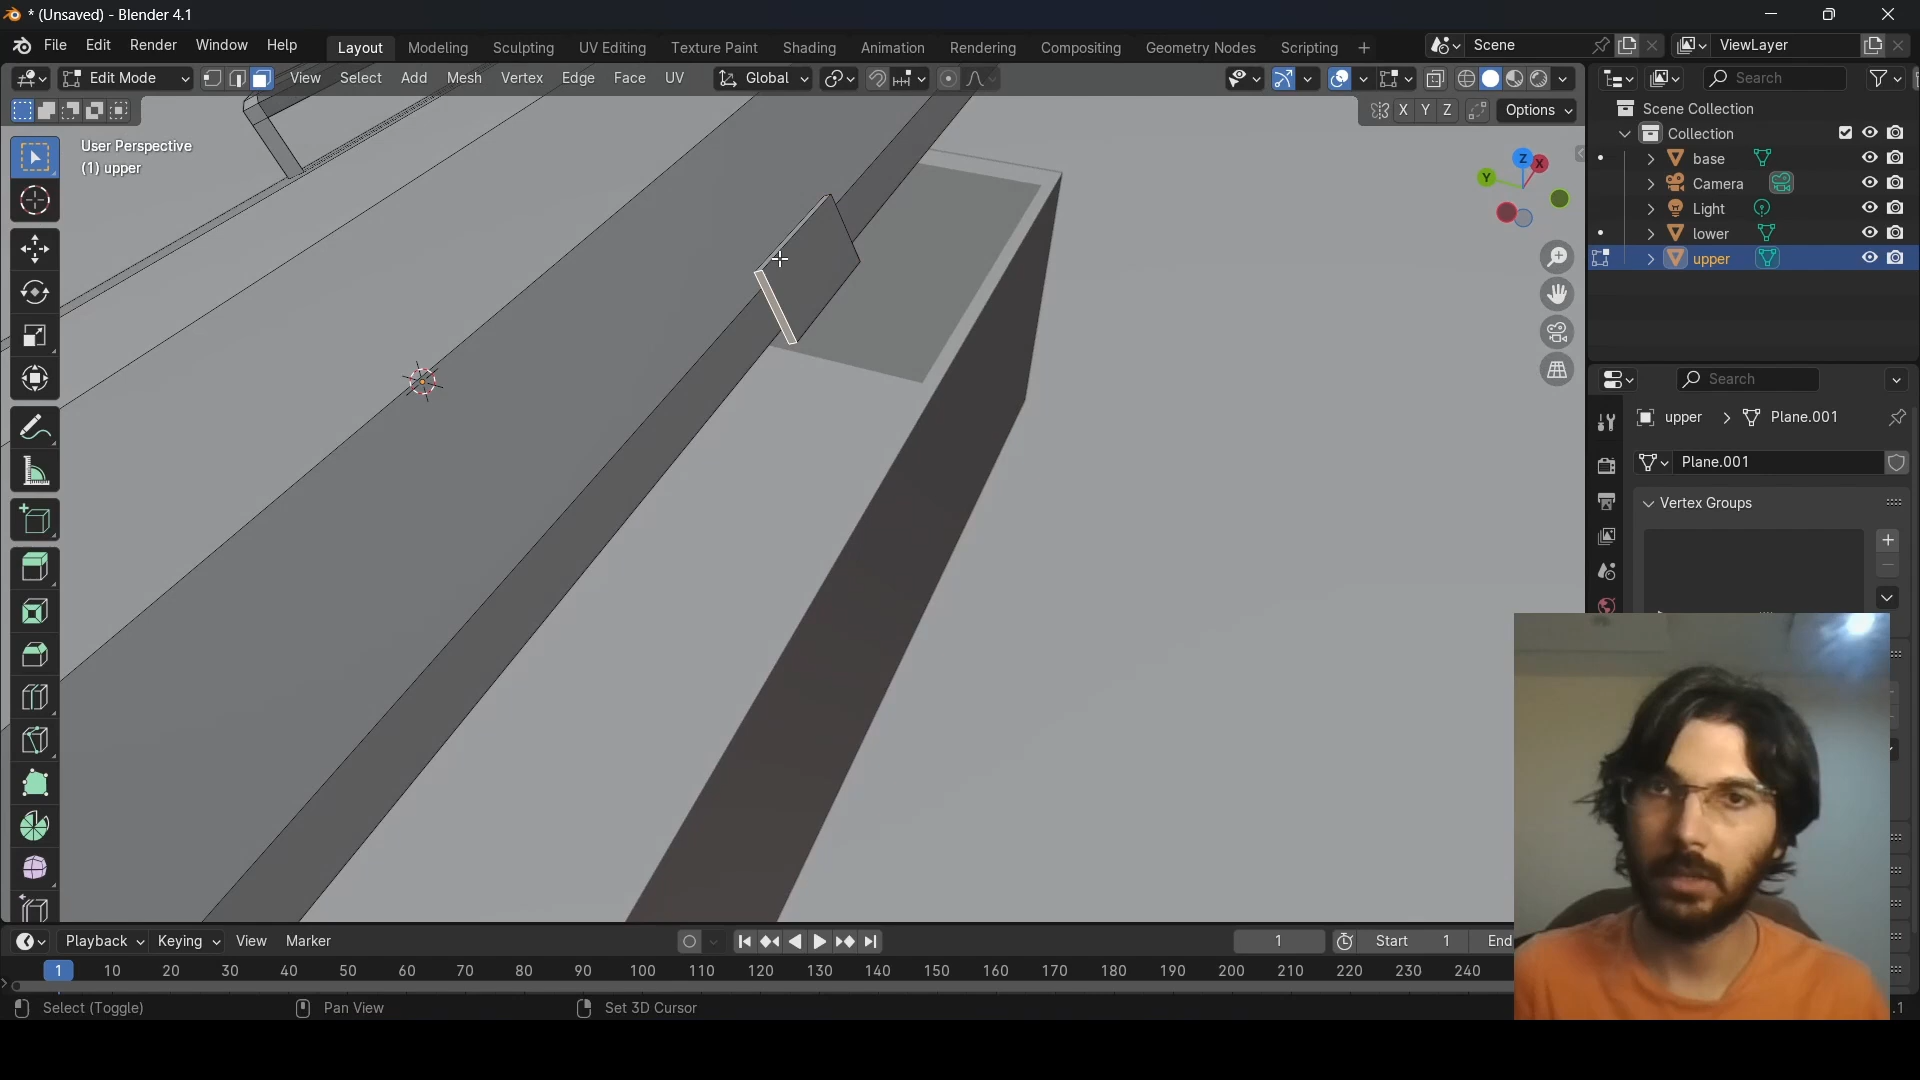 * (Unsaved) - Blender 4.1
File Edit Render Window Help
Layout Modeling Sculpting UV Editing Texture Paint Shading Animation Rendering Compositing Geometry Nodes Scripting
Scene
ViewLayer
Edit Mode
View Select Add Mesh Vertex Edge Face UV
Global
X Y Z Options
User Perspective
(1) upper
Z X Y
Search
Scene Collection
Collection
base
Camera
Light
lower
upper
Search
upper > Plane.001
Plane.001
Vertex Groups
Playback Keying View Marker
1 Start 1 End
1 10 20 30 40 50 60 70 80 90 100 110 120 130 140 150 160 170 180 190 200 210 220 230 240
Select (Toggle) Pan View Set 3D Cursor
.1